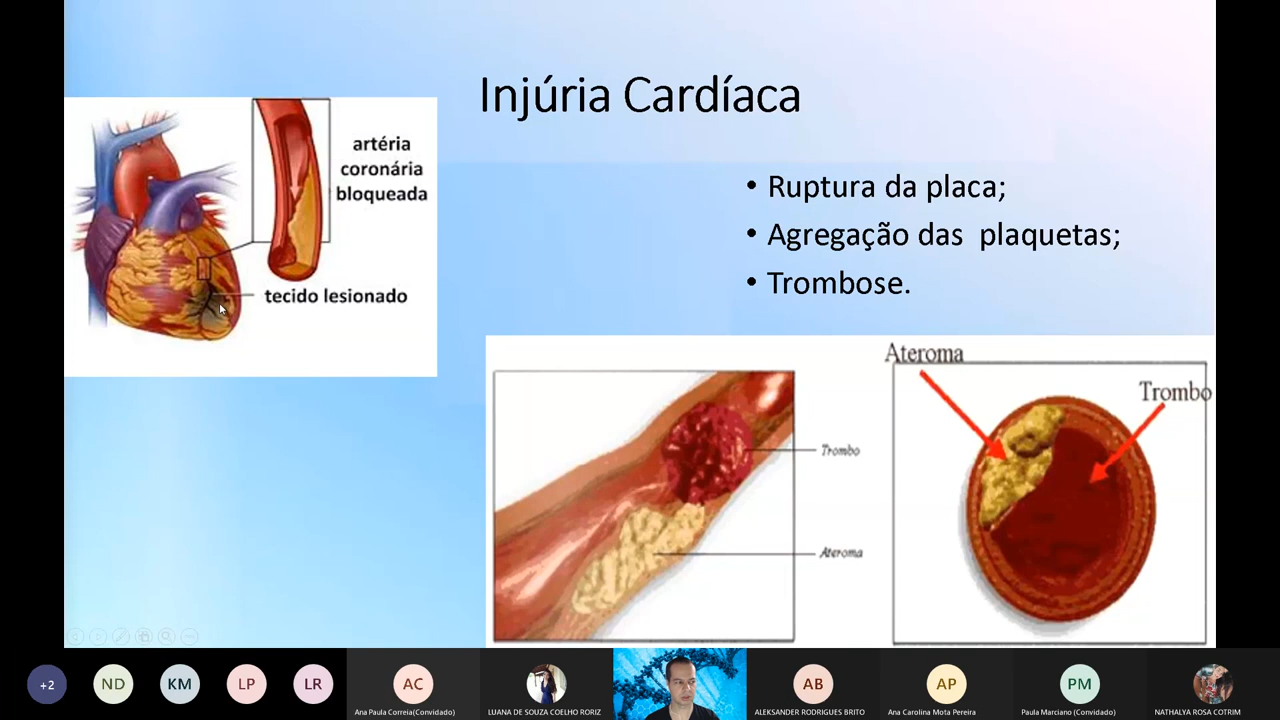 Injúria Cardíaca
artéria
coronária
bloqueada
tecido lesionado
• Ruptura da placa;
• Agregação das plaquetas;
• Trombose.
Trombo
Ateroma
Ateroma
Trombo
+2
ND
KM
LP
LR
AC
Ana Paula Correia(Convidado)
LUANA DE SOUZA COELHO RORIZ
AB
ALEKSANDER RODRIGUES BRITO
AP
Ana Carolina Mota Pereira
PM
Paula Marciano (Convidado)
NATHALYA ROSA COTRIM